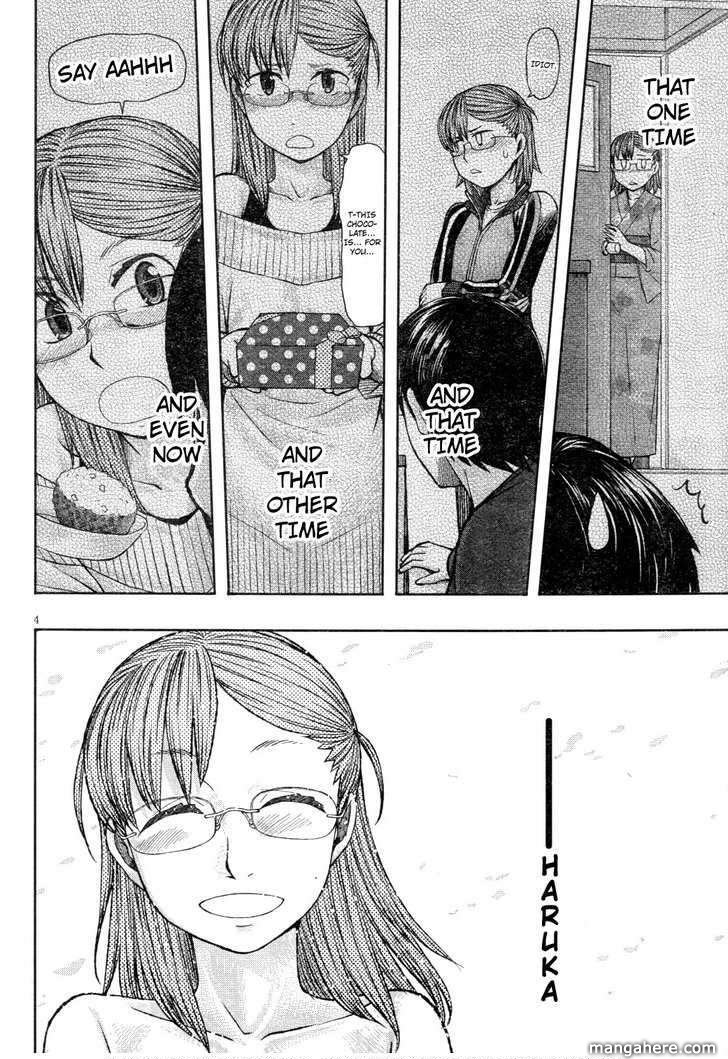 THAT
ONE
TIME
IDIOT.
AND
THAT
TIME
T-THIS
CHOCO-
LATE...
IS... FOR
YOU...
AND
THAT
OTHER
TIME
SAY AAHHH
AND
EVEN
NOW
4
HARUKA
mangahere.com